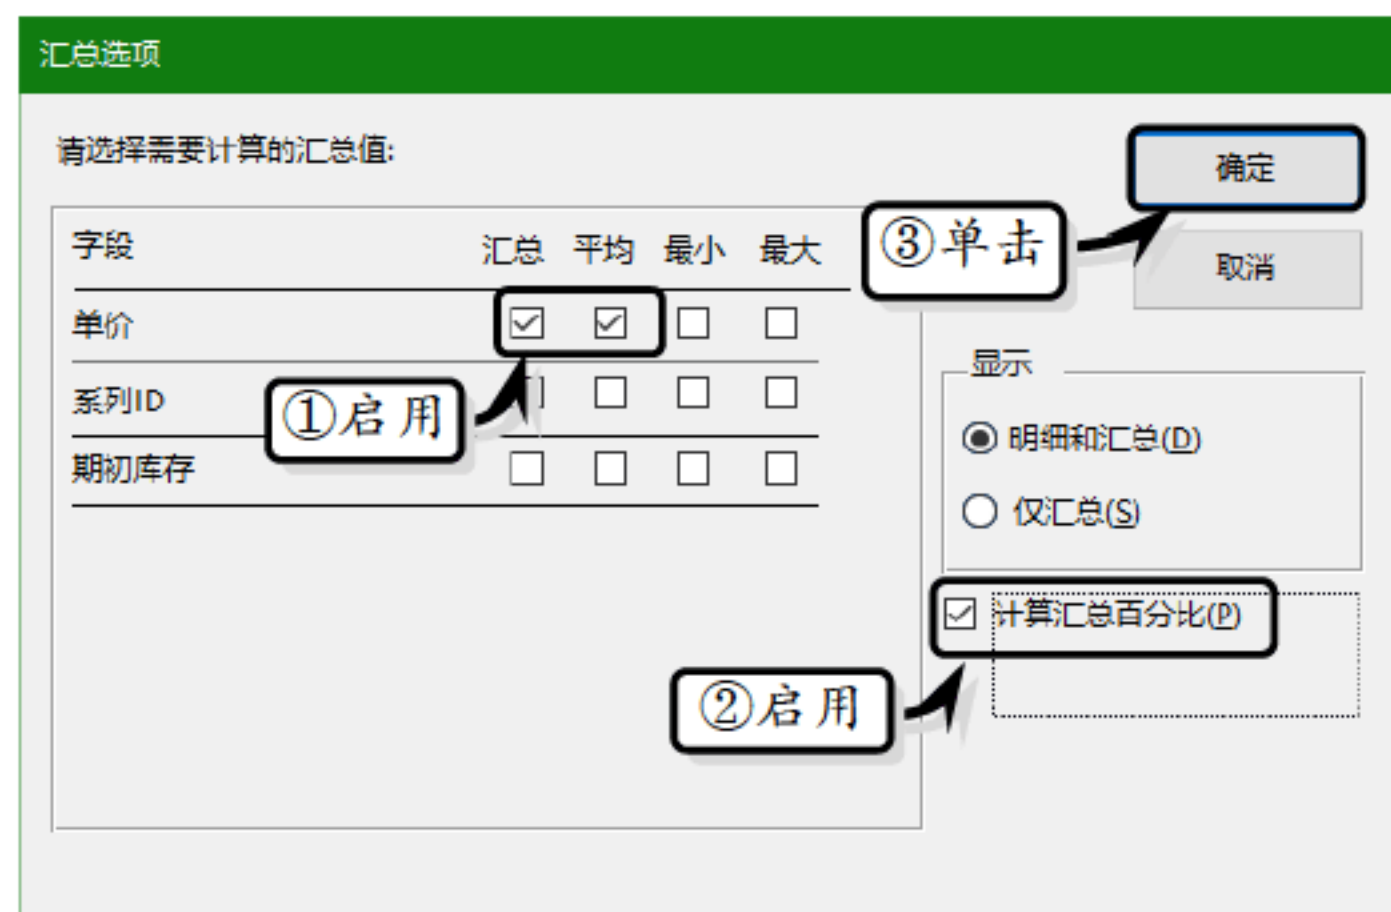 汇总选项
请选择需要计算的汇总值:
确定
取消
字段 汇总 平均 最小 最大
③单击
单价
系列ID
①启用
期初库存
显示
明细和汇总(D)
仅汇总(S)
计算汇总百分比(P)
②启用